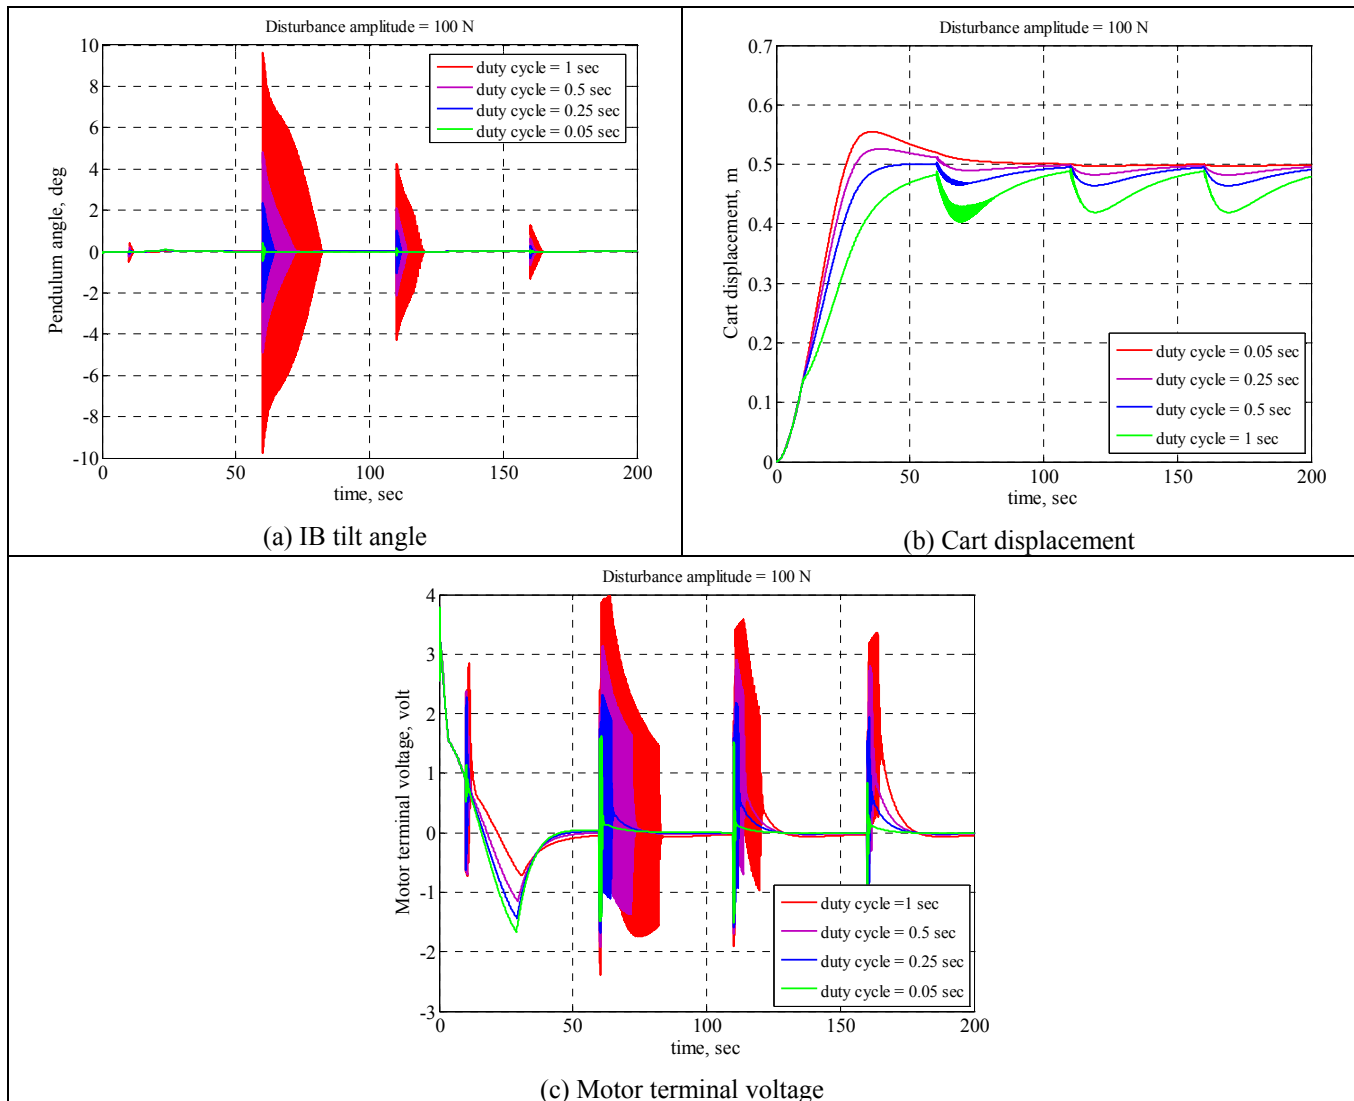 Disturbance amplitude = 100 N
10
8
6
4
2
0
-2
-4
-6
-8
-10
Pendulum angle, deg
duty cycle = 1 sec
duty cycle = 0.5 sec
duty cycle = 0.25 sec
duty cycle = 0.05 sec
0 50 100 150 200
time, sec
(a) IB tilt angle
Disturbance amplitude = 100 N
0.7
0.6
0.5
0.4
0.3
0.2
0.1
0
Cart displacement, m
duty cycle = 0.05 sec
duty cycle = 0.25 sec
duty cycle = 0.5 sec
duty cycle = 1 sec
0 50 100 150 200
time, sec
(b) Cart displacement
Disturbance amplitude = 100 N
4
3
2
1
0
-1
-2
-3
Motor terminal voltage, volt
duty cycle =1 sec
duty cycle = 0.5 sec
duty cycle = 0.25 sec
duty cycle = 0.05 sec
0 50 100 150 200
time, sec
(c) Motor terminal voltage